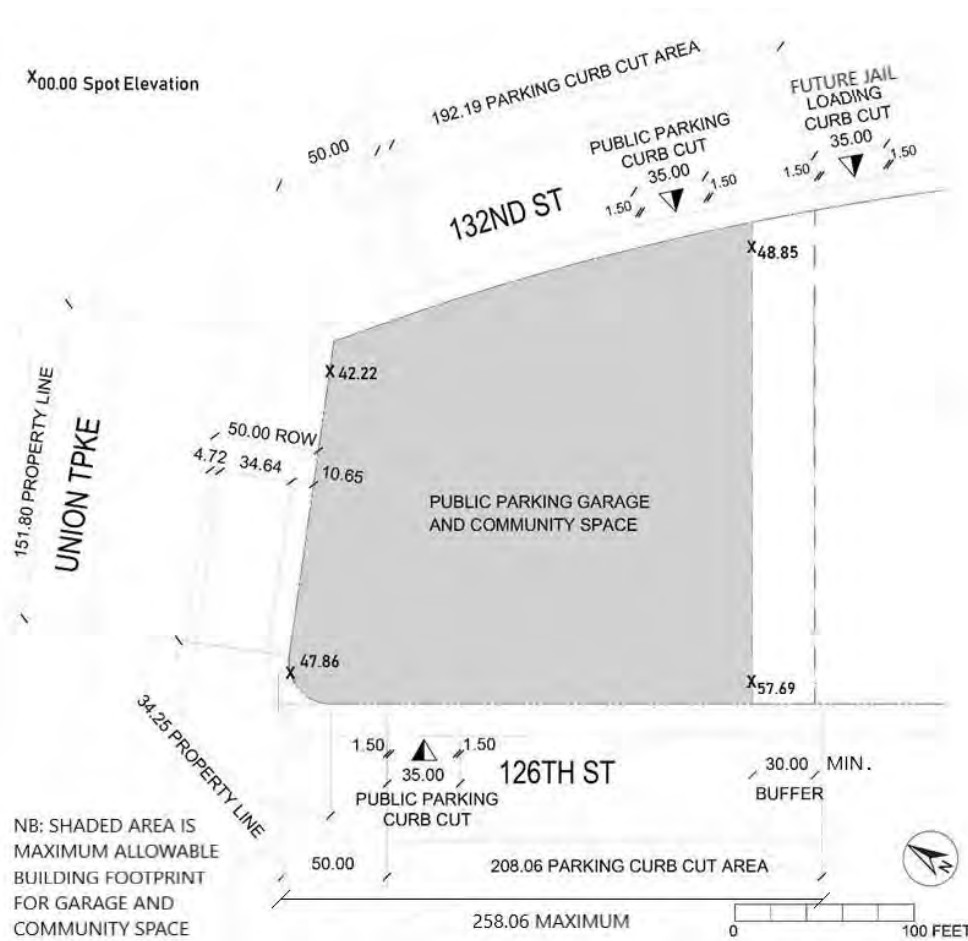 X00.00 Spot Elevation
192.19 PARKING CURB CUT AREA
50.00
FUTURE JAIL
LOADING
CURB CUT
35.00
1.50
1.50
PUBLIC PARKING
CURB CUT
35.00
1.50
1.50
132ND ST
X48.85
X 42.22
151.80 PROPERTY LINE
UNION TPKE
50.00 ROW
4.72
34.64
10.65
PUBLIC PARKING GARAGE
AND COMMUNITY SPACE
X 47.86
X57.69
34.25 PROPERTY LINE
1.50
1.50
35.00
PUBLIC PARKING
CURB CUT
126TH ST
30.00 MIN.
BUFFER
NB: SHADED AREA IS
MAXIMUM ALLOWABLE
BUILDING FOOTPRINT
FOR GARAGE AND
COMMUNITY SPACE
50.00
208.06 PARKING CURB CUT AREA
258.06 MAXIMUM
N
0
100 FEET